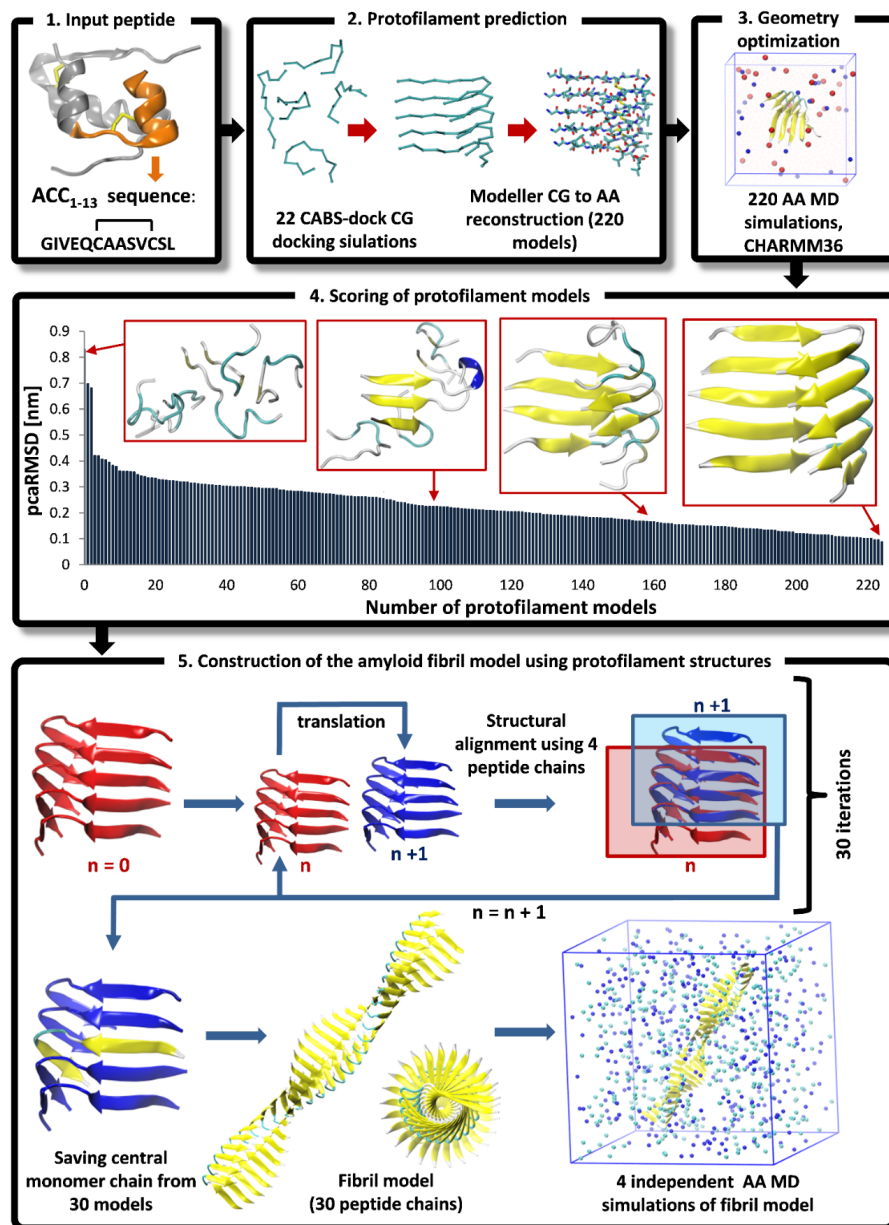 1. Input peptide
ACC1-13 sequence:
GIVEQCAASVCSL
2. Protofilament prediction
22 CABS-dock CG
docking siulations
Modeller CG to AA
reconstruction (220
models)
3. Geometry
optimization
220 AA MD
simulations,
CHARMM36
4. Scoring of protofilament models
pcaRMSD [nm]
0.9
0.8
0.7
0.6
0.5
0.4
0.3
0.2
0.1
0
0 20 40 60 80 100 120 140 160 180 200 220
Number of protofilament models
5. Construction of the amyloid fibril model using protofilament structures
n = 0
translation
n
n +1
Structural
alignment using 4
peptide chains
n +1
n
30 iterations
n = n + 1
Saving central
monomer chain from
30 models
Fibril model
(30 peptide chains)
4 independent AA MD
simulations of fibril model